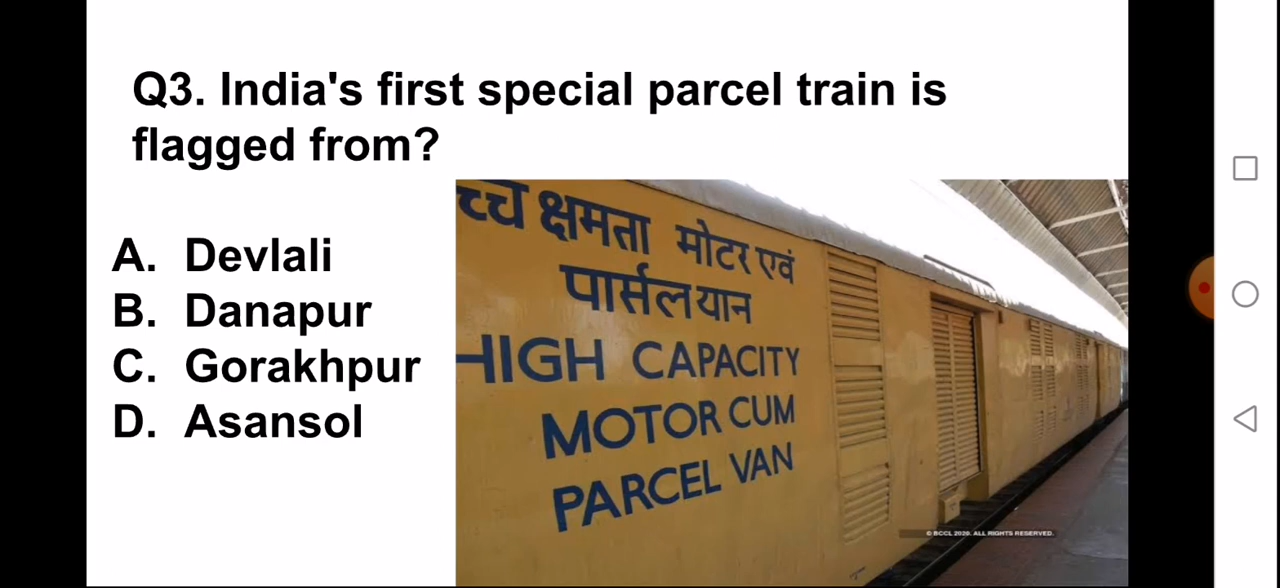 Q3. India's first special parcel train is
flagged from?
A. Devlali
B. Danapur
C. Gorakhpur
D. Asansol
च्च क्षमता मोटर एवं
पार्सल यान
HIGH CAPACITY
MOTOR CUM
PARCEL VAN
© BCCL 2020. ALL RIGHTS RESERVED.